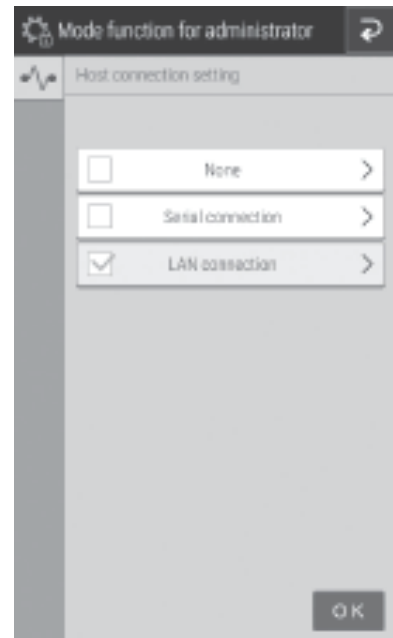 Mode function for administrator
Host connection setting
None
Serial connection
LAN connection
OK